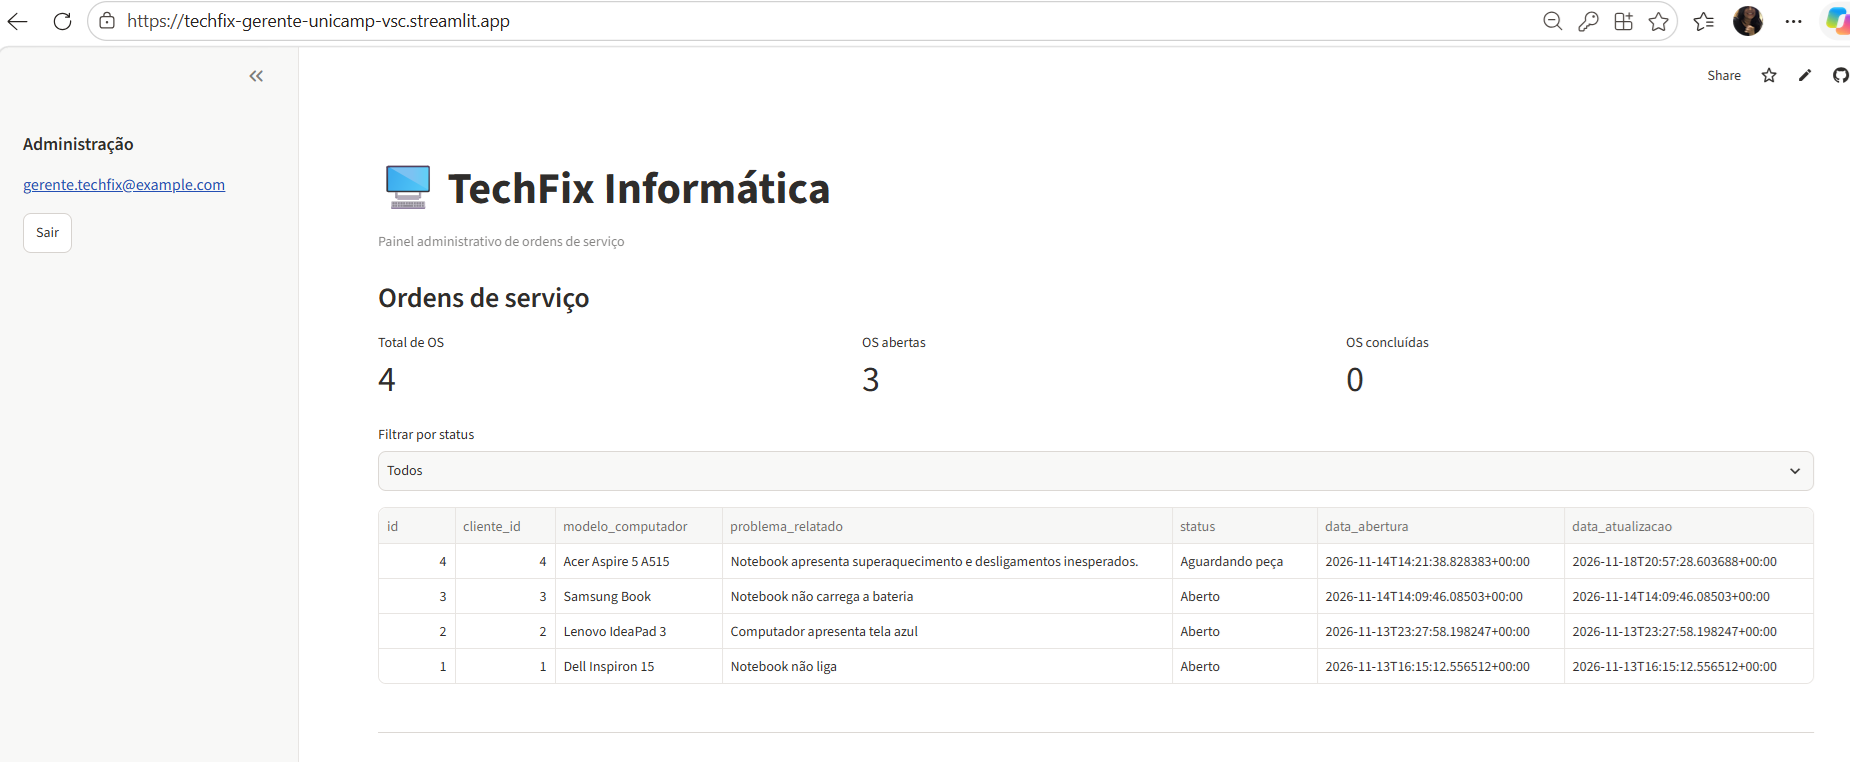 https://techfix-gerente-unicamp-vsc.streamlit.app
Share
Administração
gerente.techfix@example.com
Sair
TechFix Informática
Painel administrativo de ordens de serviço
Ordens de serviço
Total de OS OS abertas OS concluídas
4 3 0
Filtrar por status
Todos
id cliente_id modelo_computador problema_relatado status data_abertura data_atualizacao
4 4 Acer Aspire 5 A515 Notebook apresenta superaquecimento e desligamentos inesperados. Aguardando peça 2026-11-14T14:21:38.828383+00:00 2026-11-18T20:57:28.603688+00:00
3 3 Samsung Book Notebook não carrega a bateria Aberto 2026-11-14T14:09:46.08503+00:00 2026-11-14T14:09:46.08503+00:00
2 2 Lenovo IdeaPad 3 Computador apresenta tela azul Aberto 2026-11-13T23:27:58.198247+00:00 2026-11-13T23:27:58.198247+00:00
1 1 Dell Inspiron 15 Notebook não liga Aberto 2026-11-13T16:15:12.556512+00:00 2026-11-13T16:15:12.556512+00:00